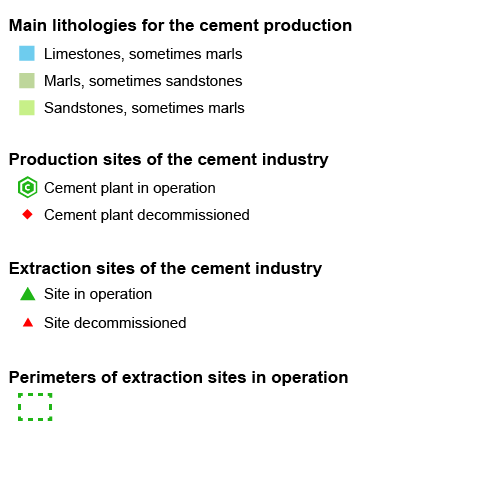 Main lithologies for the cement production
Limestones, sometimes marls
Marls, sometimes sandstones
Sandstones, sometimes marls
Production sites of the cement industry
C Cement plant in operation
Cement plant decommissioned
Extraction sites of the cement industry
Site in operation
Site decommissioned
Perimeters of extraction sites in operation